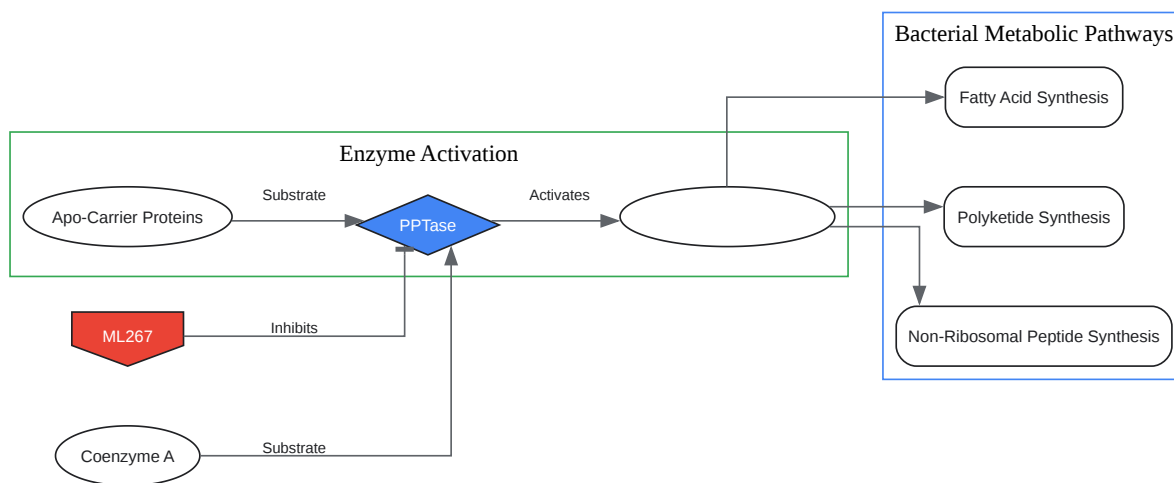 Bacterial Metabolic Pathways
Fatty Acid Synthesis
Enzyme Activation
Substrate
Activates
Apo-Carrier Proteins
PPTase
Polyketide Synthesis
ML267
Inhibits
Non-Ribosomal Peptide Synthesis
Substrate
Coenzyme A